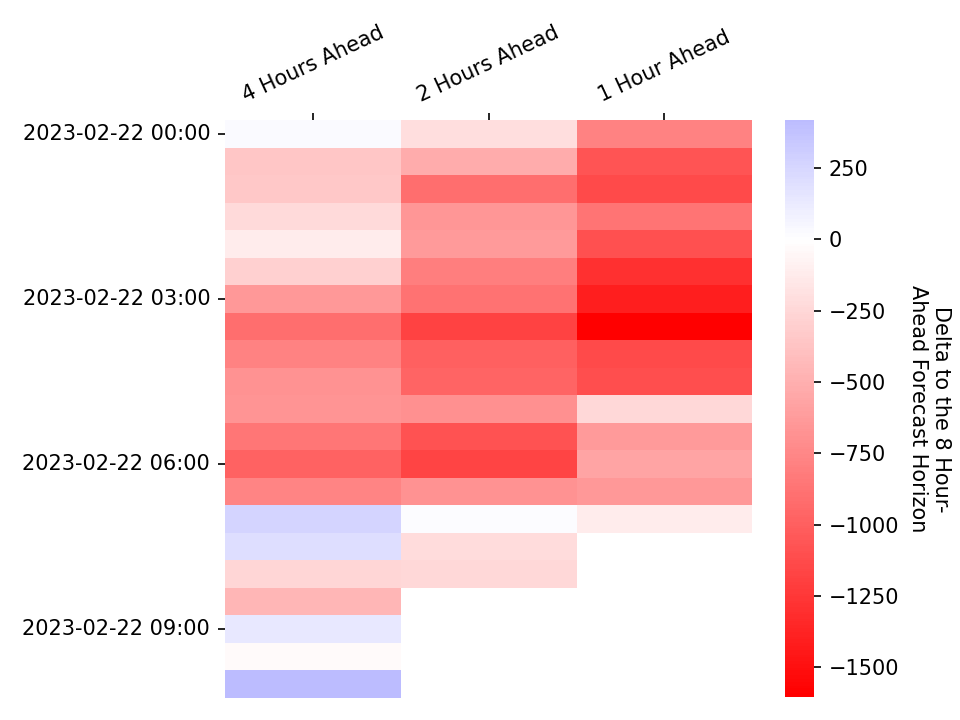 4 Hours Ahead
2 Hours Ahead
1 Hour Ahead
2023-02-22 00:00
2023-02-22 03:00
2023-02-22 06:00
2023-02-22 09:00
250
0
−250
−500
−750
−1000
−1250
−1500
Delta to the 8 Hour-
Ahead Forecast Horizon